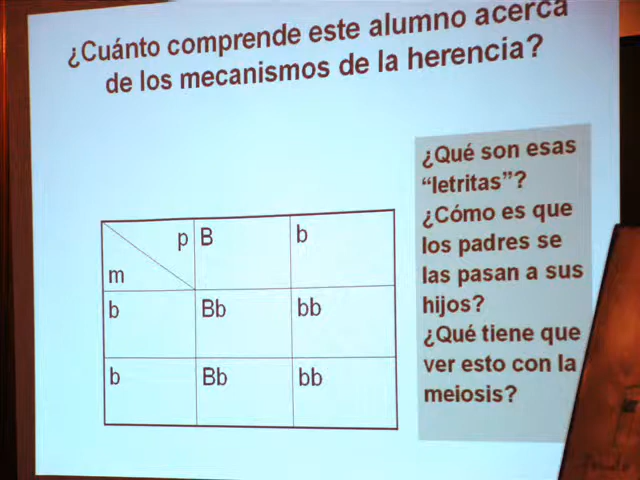 ¿Cuánto comprende este alumno acerca
de los mecanismos de la herencia?
p B b
m
b Bb bb
b Bb bb
¿Qué son esas
“letritas”?
¿Cómo es que
los padres se
las pasan a sus
hijos?
¿Qué tiene que
ver esto con la
meiosis?